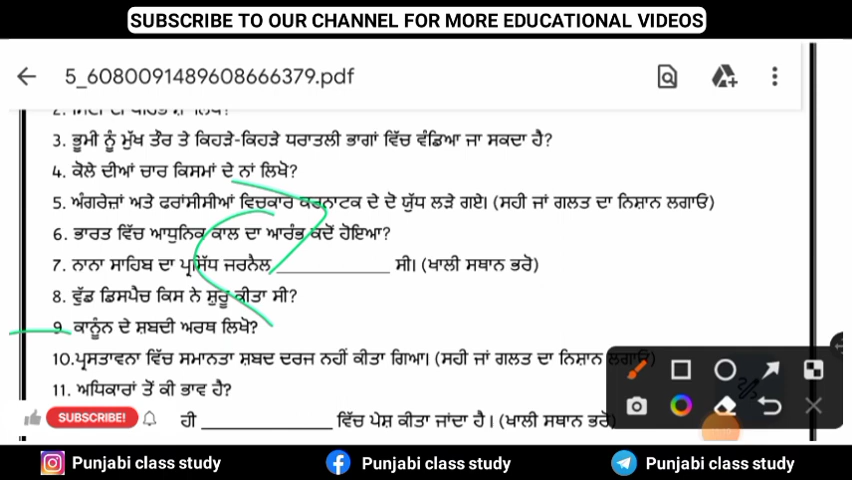 SUBSCRIBE TO OUR CHANNEL FOR MORE EDUCATIONAL VIDEOS
5_6080091489608666379.pdf
3. ਭੂਮੀ ਨੂੰ ਮੁੱਖ ਤੌਰ ਤੇ ਕਿਹੜੇ-ਕਿਹੜੇ ਧਰਾਤਲੀ ਭਾਗਾਂ ਵਿੱਚ ਵੰਡਿਆ ਜਾ ਸਕਦਾ ਹੈ?
4. ਕੋਲੇ ਦੀਆਂ ਚਾਰ ਕਿਸਮਾਂ ਦੇ ਨਾਂ ਲਿਖੋ?
5. ਅੰਗਰੇਜ਼ਾਂ ਅਤੇ ਫਰਾਂਸੀਸੀਆਂ ਵਿਚਕਾਰ ਕਰਨਾਟਕ ਦੇ ਦੋ ਯੁੱਧ ਲੜੇ ਗਏ। (ਸਹੀ ਜਾਂ ਗਲਤ ਦਾ ਨਿਸ਼ਾਨ ਲਗਾਓ)
6. ਭਾਰਤ ਵਿੱਚ ਆਧੁਨਿਕ ਕਾਲ ਦਾ ਆਰੰਭ ਕਦੋਂ ਹੋਇਆ?
7. ਨਾਨਾ ਸਾਹਿਬ ਦਾ ਪ੍ਰਸਿੱਧ ਜਰਨੈਲ ____________ ਸੀ। (ਖਾਲੀ ਸਥਾਨ ਭਰੋ)
8. ਵੁੱਡ ਡਿਸਪੈਚ ਕਿਸ ਨੇ ਸ਼ੁਰੂ ਕੀਤਾ ਸੀ?
9. ਕਾਨੂੰਨ ਦੇ ਸ਼ਬਦੀ ਅਰਥ ਲਿਖੋ?
10.ਪ੍ਰਸਤਾਵਨਾ ਵਿੱਚ ਸਮਾਨਤਾ ਸ਼ਬਦ ਦਰਜ ਨਹੀਂ ਕੀਤਾ ਗਿਆ। (ਸਹੀ ਜਾਂ ਗਲਤ ਦਾ ਨਿਸ਼ਾਨ ਲਗਾਓ)
11. ਅਧਿਕਾਰਾਂ ਤੋਂ ਕੀ ਭਾਵ ਹੈ?
SUBSCRIBE!
ਹੀ ______________ ਵਿੱਚ ਪੇਸ਼ ਕੀਤਾ ਜਾਂਦਾ ਹੈ। (ਖਾਲੀ ਸਥਾਨ ਭਰੋ)
Punjabi class study Punjabi class study Punjabi class study